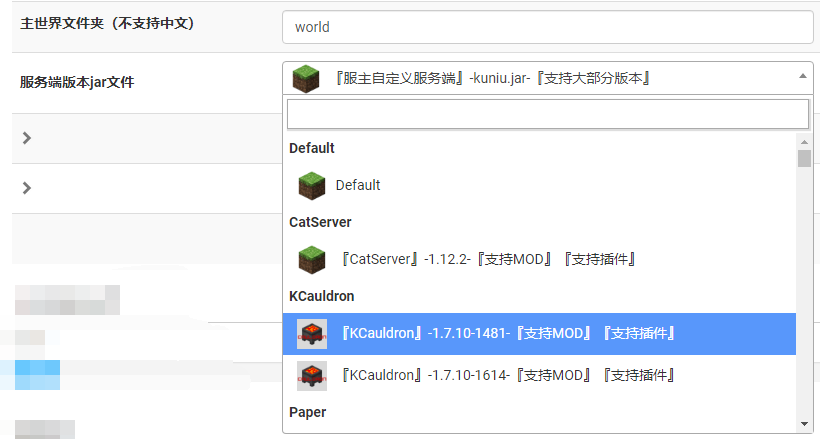 主世界文件夹（不支持中文）
world
服务端版本jar文件
『服主自定义服务端』-kuniu.jar-『支持大部分版本』
Default
Default
CatServer
『CatServer』-1.12.2-『支持MOD』『支持插件』
KCauldron
『KCauldron』-1.7.10-1481-『支持MOD』『支持插件』
『KCauldron』-1.7.10-1614-『支持MOD』『支持插件』
Paper